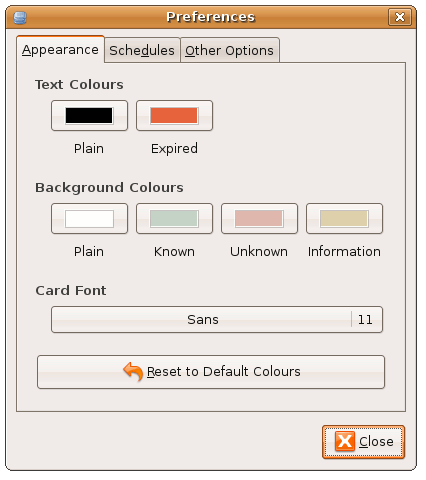 Preferences
Appearance Schedules Other Options
Text Colours
Plain Expired
Background Colours
Plain Known Unknown Information
Card Font
Sans 11
Reset to Default Colours
Close